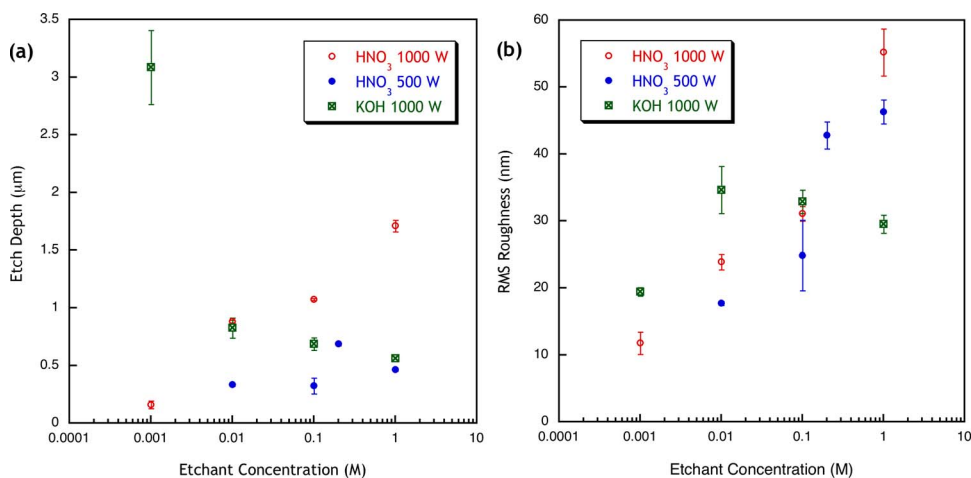 (a)
HNO3 1000 W
HNO3 500 W
KOH 1000 W
Etch Depth (μm)
3.5
3
2.5
2
1.5
1
0.5
0
0.0001 0.001 0.01 0.1 1 10
Etchant Concentration (M)
(b)
HNO3 1000 W
HNO3 500 W
KOH 1000 W
RMS Roughness (nm)
60
50
40
30
20
10
0
0.0001 0.001 0.01 0.1 1 10
Etchant Concentration (M)